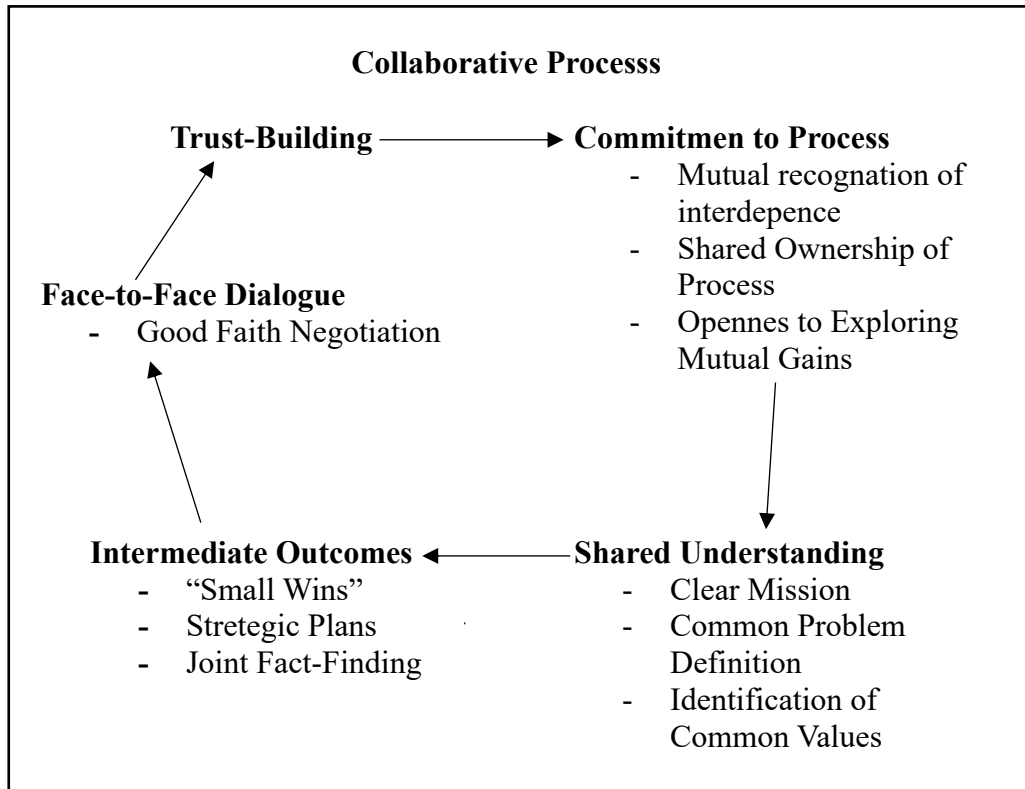 Collaborative Processs
Trust-Building
Commitmen to Process
- Mutual recognation of
interdepence
- Shared Ownership of
Process
- Opennes to Exploring
Mutual Gains
Face-to-Face Dialogue
- Good Faith Negotiation
Intermediate Outcomes
- “Small Wins”
- Stretegic Plans
- Joint Fact-Finding
Shared Understanding
- Clear Mission
- Common Problem
Definition
- Identification of
Common Values